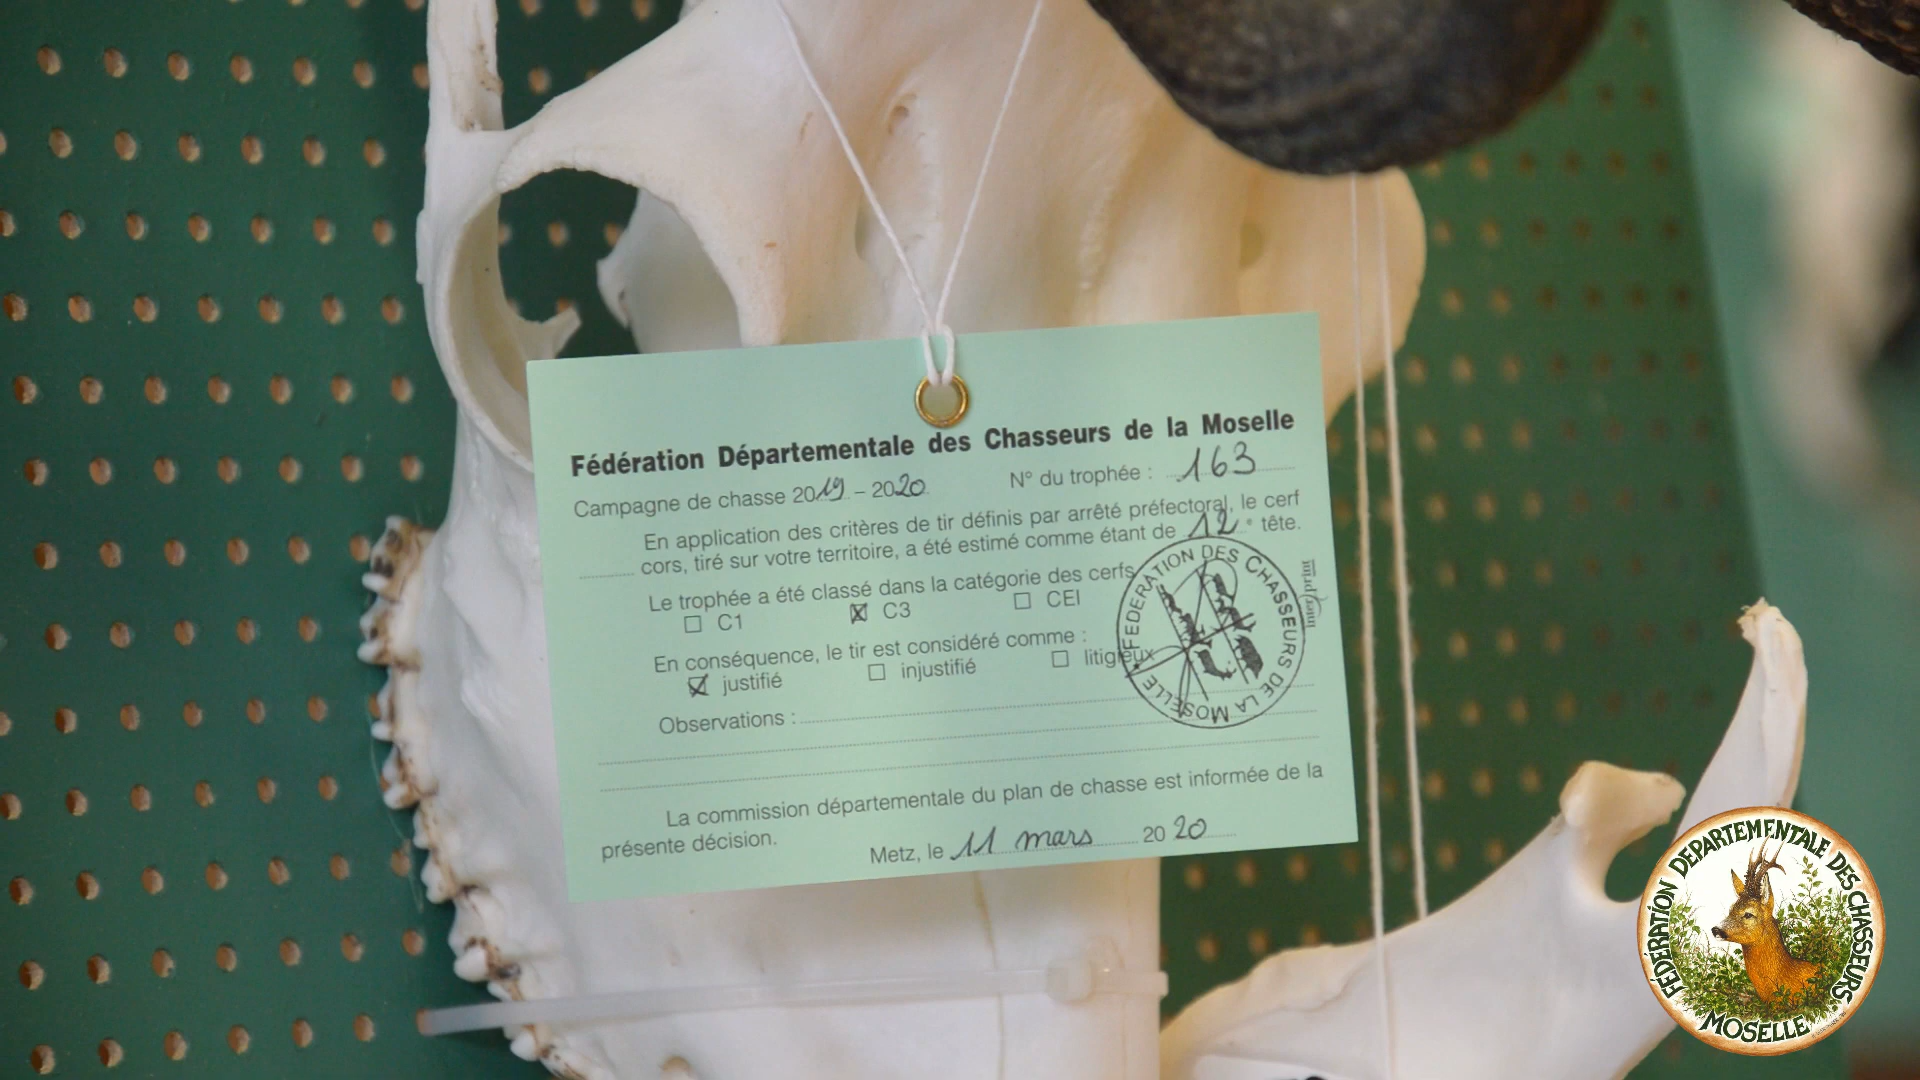 Fédération Départementale des Chasseurs de la Moselle
Campagne de chasse 2019 – 2020 N° du trophée : 163
En application des critères de tir définis par arrêté préfectoral, le cerf
cors, tiré sur votre territoire, a été estimé comme étant de 12 ° tête.
Le trophée a été classé dans la catégorie des cerfs
☐ C1 ☒ C3 ☐ CEI
En conséquence, le tir est considéré comme :
☒ justifié ☐ injustifié ☐ litigieux
Observations :
La commission départementale du plan de chasse est informée de la
présente décision.
Metz, le 11 mars 2020
FEDERATION DES CHASSEURS DE LA MOSELLE
FÉDÉRATION DÉPARTEMENTALE DES CHASSEURS
MOSELLE